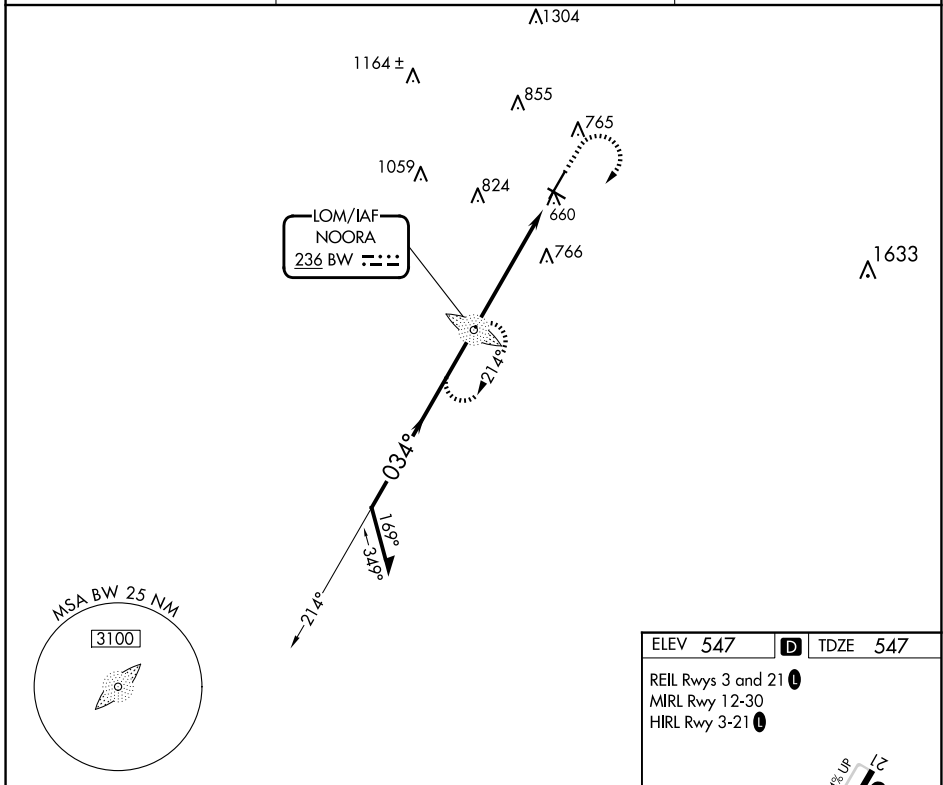 1304
1164 ±
855
765
1059
824
660
LOM/IAF
NOORA
236 BW
766
1633
214°
034°
169°
349°
214°
MSA BW 25 NM
3100
ELEV 547 D TDZE 547
REIL Rwys 3 and 21 L
MIRL Rwy 12-30
HIRL Rwy 3-21 L
% UP
21